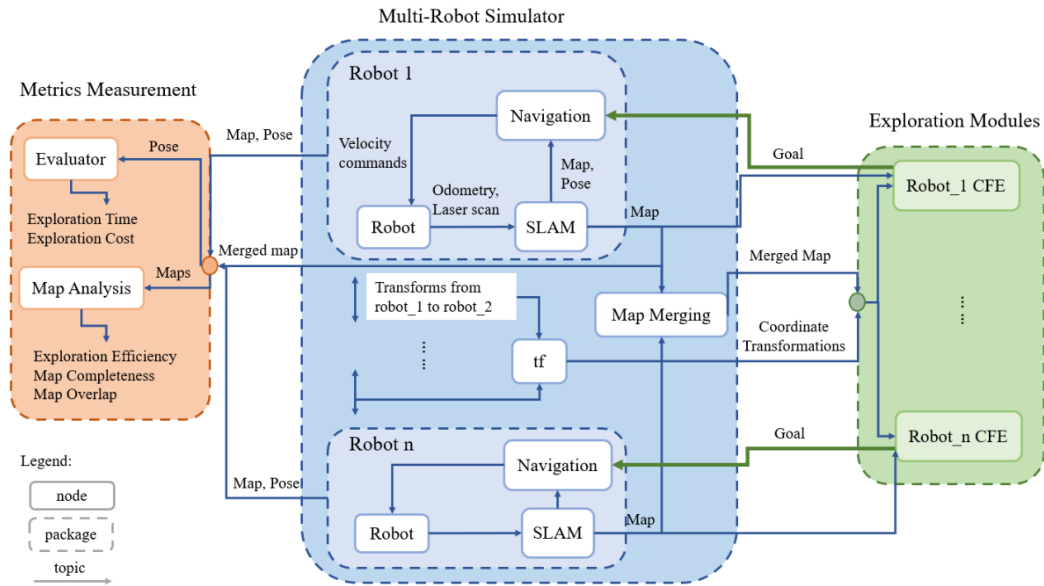 Multi-Robot Simulator
Metrics Measurement
Evaluator
Pose
Exploration Time
Exploration Cost
Maps
Map Analysis
Exploration Efficiency
Map Completeness
Map Overlap
Legend:
node
package
topic
Map, Pose
Merged map
Map, Pose
Robot 1
Navigation
Velocity
commands
Map,
Pose
Odometry,
Laser scan
Robot
SLAM
Map
Transforms from
robot_1 to robot_2
Map Merging
......
tf
Robot n
Navigation
Robot
SLAM
Map
Exploration Modules
Goal
Robot_1 CFE
Merged Map
......
Coordinate
Transformations
Goal
Robot_n CFE